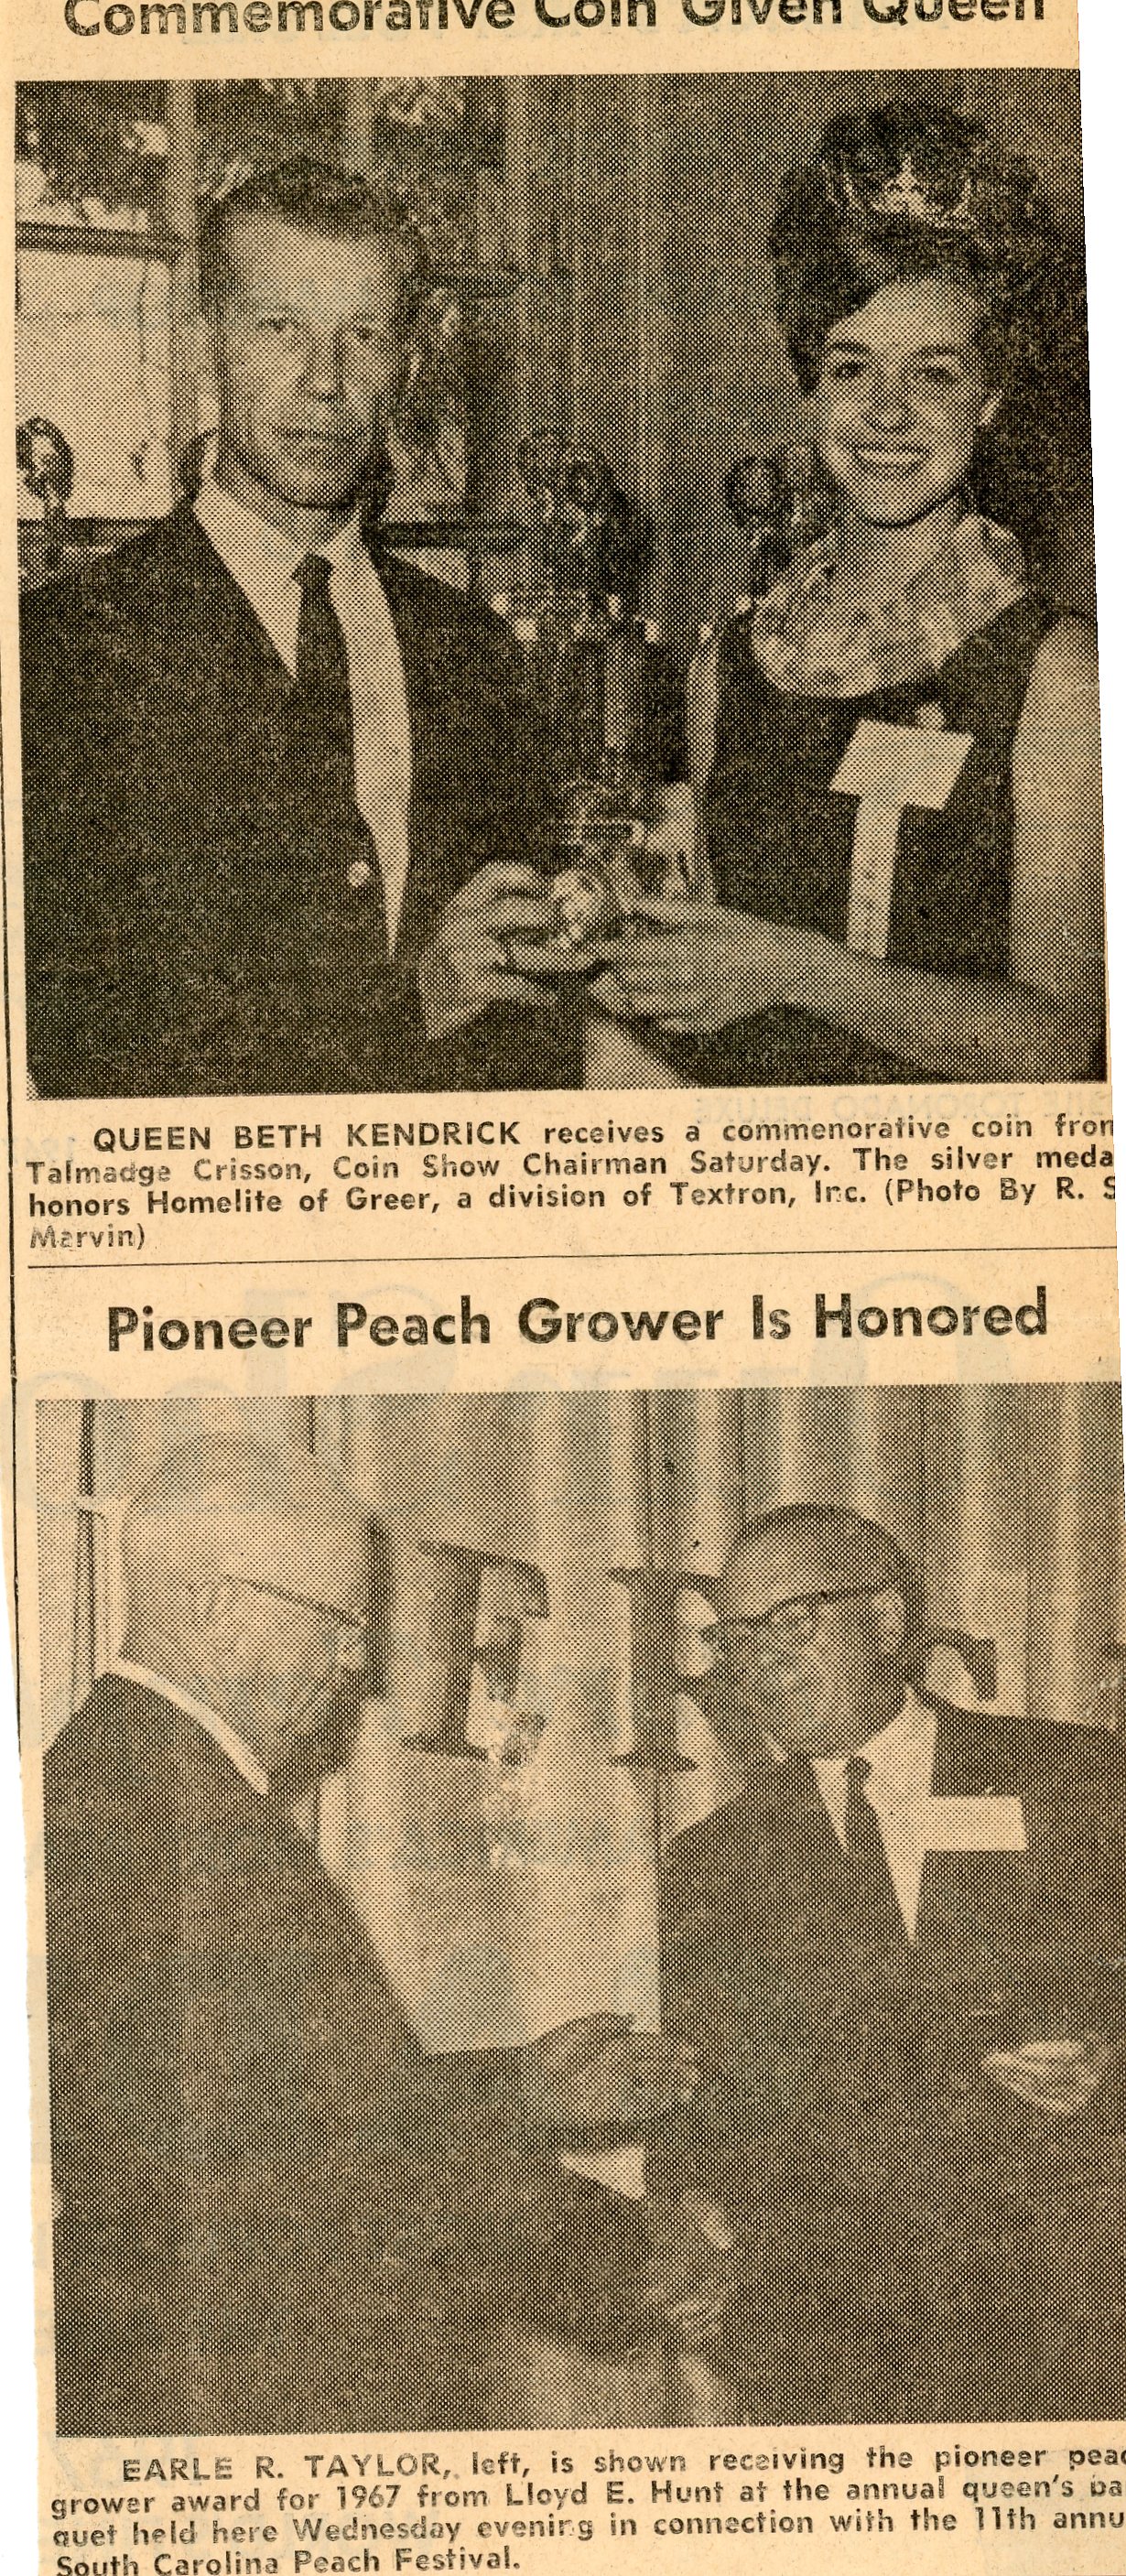 Commemorative Coin Given Queen
QUEEN BETH KENDRICK receives a commenorative coin fron
Talmadge Crisson, Coin Show Chairman Saturday. The silver meda
honors Homelite of Greer, a division of Textron, Inc. (Photo By R. S
Marvin)
Pioneer Peach Grower Is Honored
EARLE R. TAYLOR, left, is shown receiving the pioneer peac
grower award for 1967 from Lloyd E. Hunt at the annual queen's ba
quet held here Wednesday evening in connection with the 11th annu
South Carolina Peach Festival.